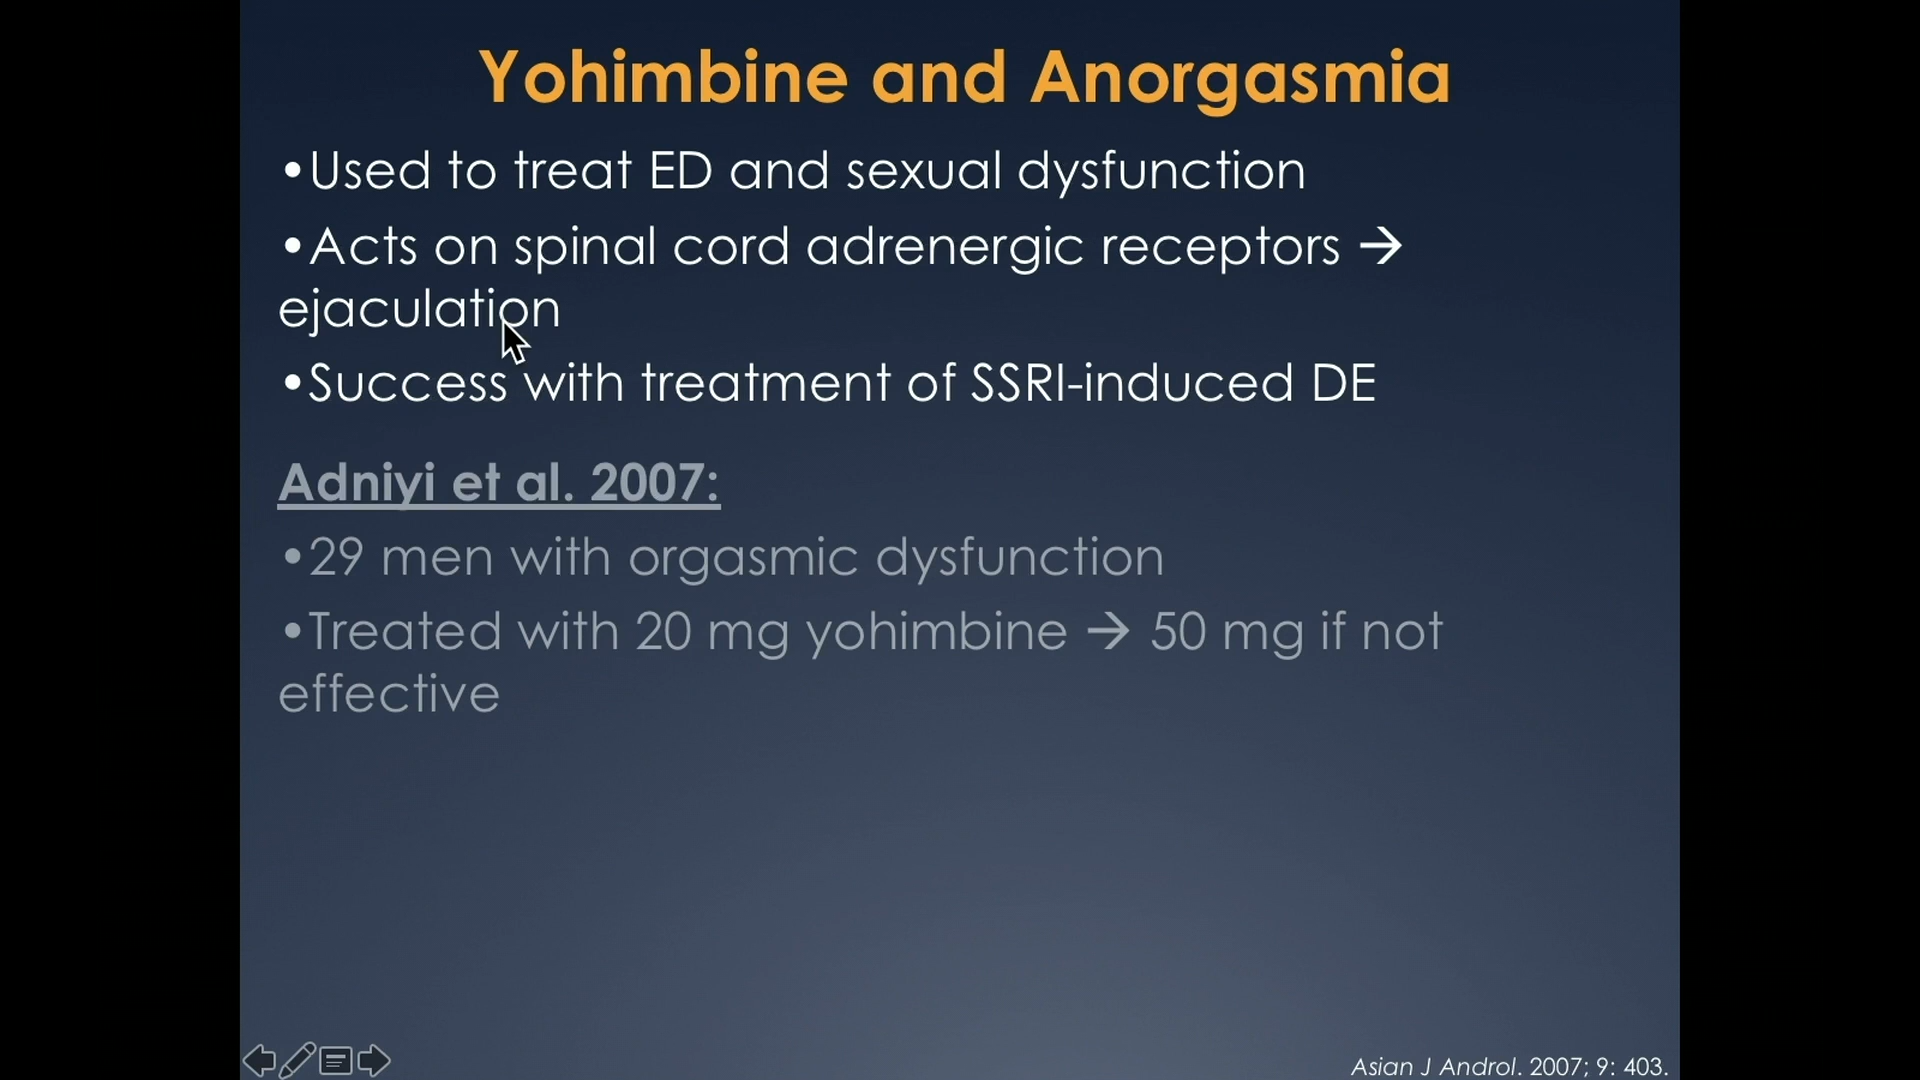 Yohimbine and Anorgasmia
•Used to treat ED and sexual dysfunction
•Acts on spinal cord adrenergic receptors →
ejaculation
•Success with treatment of SSRI-induced DE
Adniyi et al. 2007:
•29 men with orgasmic dysfunction
•Treated with 20 mg yohimbine → 50 mg if not
effective
Asian J Androl. 2007; 9: 403.